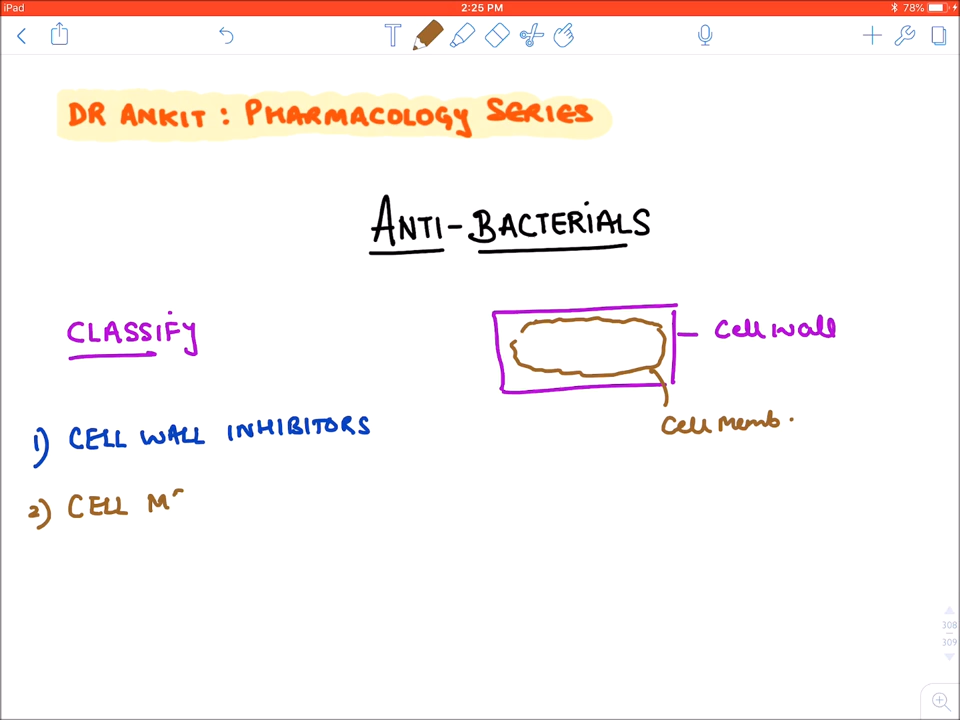 iPad 2:25 PM 78%
DR ANKIT : PHARMACOLOGY SERIES
ANTI-BACTERIALS
CLASSIFY
Cell wall
Cell Memb.
1) CELL WALL INHIBITORS
2) CELL M
308
309